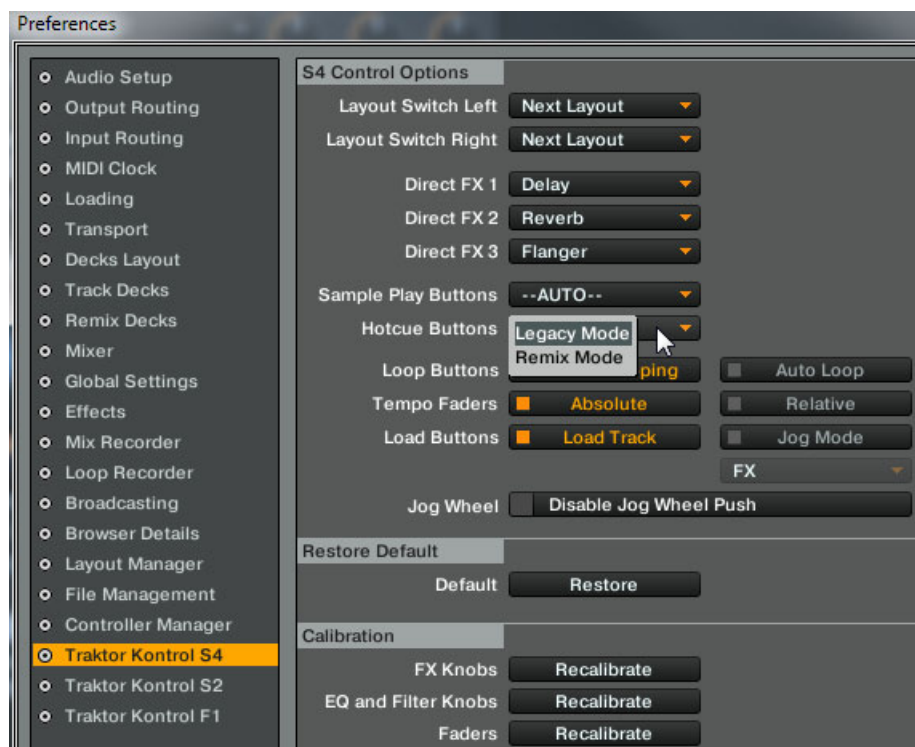 Preferences
Audio Setup
Output Routing
Input Routing
MIDI Clock
Loading
Transport
Decks Layout
Track Decks
Remix Decks
Mixer
Global Settings
Effects
Mix Recorder
Loop Recorder
Broadcasting
Browser Details
Layout Manager
File Management
Controller Manager
Traktor Kontrol S4
Traktor Kontrol S2
Traktor Kontrol F1
S4 Control Options
Layout Switch Left Next Layout
Layout Switch Right Next Layout
Direct FX 1 Delay
Direct FX 2 Reverb
Direct FX 3 Flanger
Sample Play Buttons --AUTO--
Hotcue Buttons Legacy Mode
Remix Mode
Loop Buttons Auto Loop
Tempo Faders Absolute Relative
Load Buttons Load Track Jog Mode
FX
Jog Wheel Disable Jog Wheel Push
Restore Default
Default Restore
Calibration
FX Knobs Recalibrate
EQ and Filter Knobs Recalibrate
Faders Recalibrate